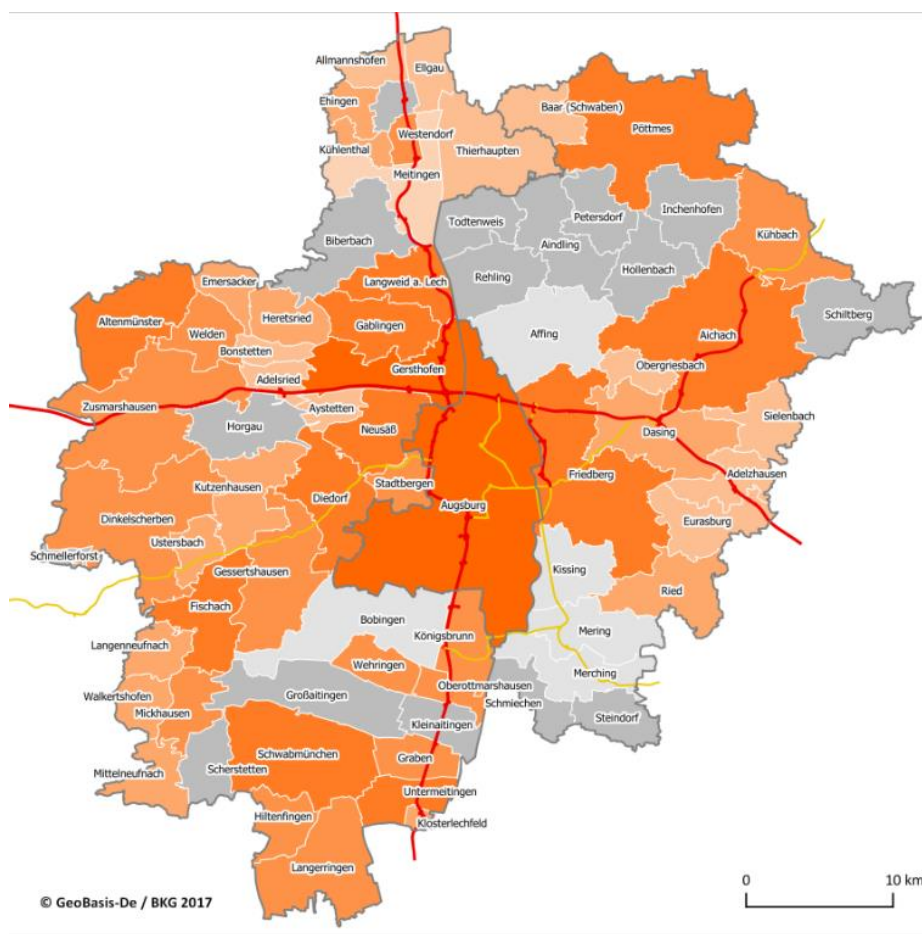 Allmannshofen
Ellgau
Ehingen
Baar (Schwaben)
Westendorf
Pöttmes
Kühlenthal
Thierhaupten
Meitingen
Todtenweis
Petersdorf
Inchenhofen
Kühbach
Biberbach
Aindling
Rehling
Hollenbach
Emersacker
Langweid a. Lech
Altenmünster
Heretsried
Gablingen
Schiltberg
Welden
Affing
Aichach
Bonstetten
Obergriesbach
Gersthofen
Adelsried
Zusmarshausen
Aystetten
Sielenbach
Horgau
Neusäß
Dasing
Adelzhausen
Friedberg
Kutzenhausen
Stadtbergen
Diedorf
Augsburg
Dinkelscherben
Eurasburg
Ustersbach
Schmellerforst
Kissing
Gessertshausen
Ried
Fischach
Bobingen
Mering
Königsbrunn
Langenneufnach
Wehringen
Merching
Oberottmarshausen
Walkertshofen
Großaitingen
Schmiechen
Mickhausen
Kleinaitingen
Steindorf
Schwabmünchen
Graben
Mittelneufnach
Scherstetten
Untermeitingen
Hiltenfingen
Klosterlechfeld
Langerringen
0 10 km
© GeoBasis-De / BKG 2017